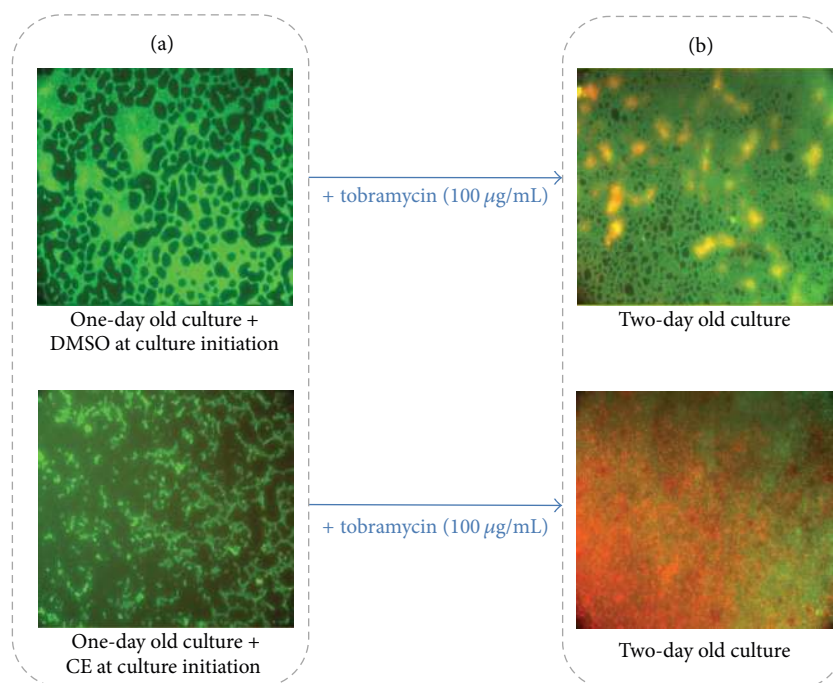 (a)
(b)
+ tobramycin (100 μg/mL)
One-day old culture +
DMSO at culture initiation
Two-day old culture
+ tobramycin (100 μg/mL)
One-day old culture +
CE at culture initiation
Two-day old culture